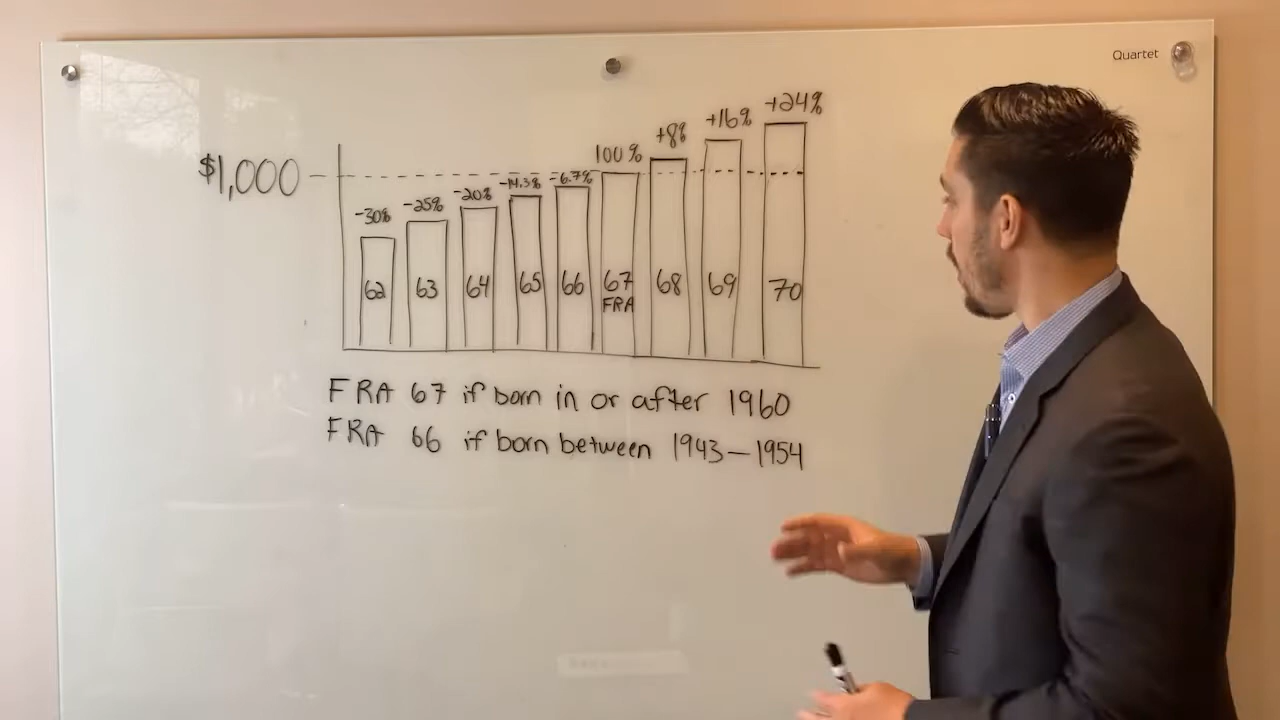 Quartet
+24%
+16%
+8%
100%
-6.7%
-14.3%
-20%
-25%
-30%
$1,000
62 63 64 65 66 67 68 69 70
FRA
FRA 67 if born in or after 1960
FRA 66 if born between 1943-1954